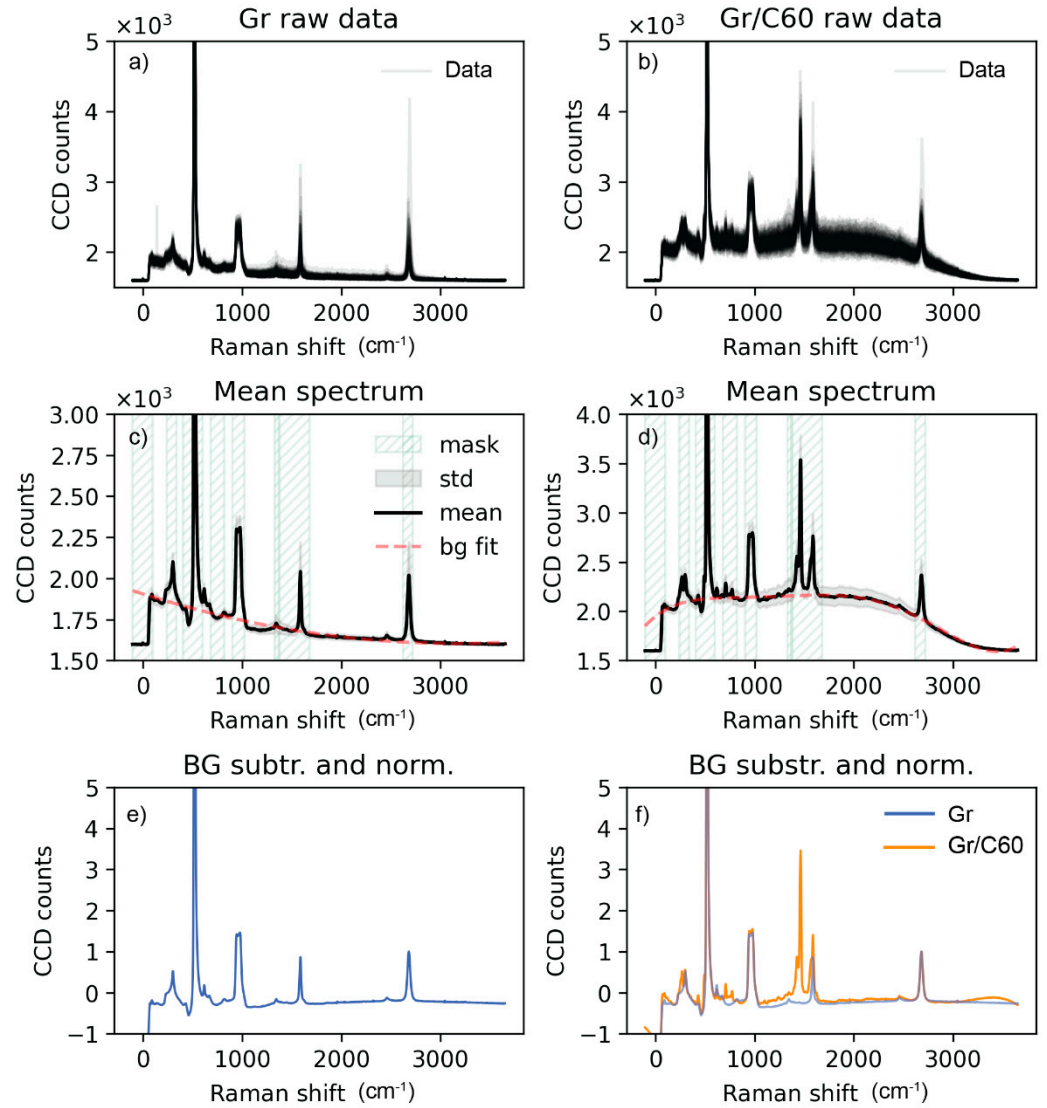 Gr raw data
×10³
a)
Data
5
4
3
2
CCD counts
0 1000 2000 3000
Raman shift (cm⁻¹)
Gr/C60 raw data
×10³
b)
Data
5
4
3
2
CCD counts
0 1000 2000 3000
Raman shift (cm⁻¹)
Mean spectrum
×10³
c)
mask
std
mean
bg fit
3.00
2.75
2.50
2.25
2.00
1.75
1.50
CCD counts
0 1000 2000 3000
Raman shift (cm⁻¹)
Mean spectrum
×10³
d)
4.0
3.5
3.0
2.5
2.0
1.5
CCD counts
0 1000 2000 3000
Raman shift (cm⁻¹)
BG subtr. and norm.
e)
5
4
3
2
1
0
−1
CCD counts
0 1000 2000 3000
Raman shift (cm⁻¹)
BG substr. and norm.
f)
Gr
Gr/C60
5
4
3
2
1
0
−1
CCD counts
0 1000 2000 3000
Raman shift (cm⁻¹)